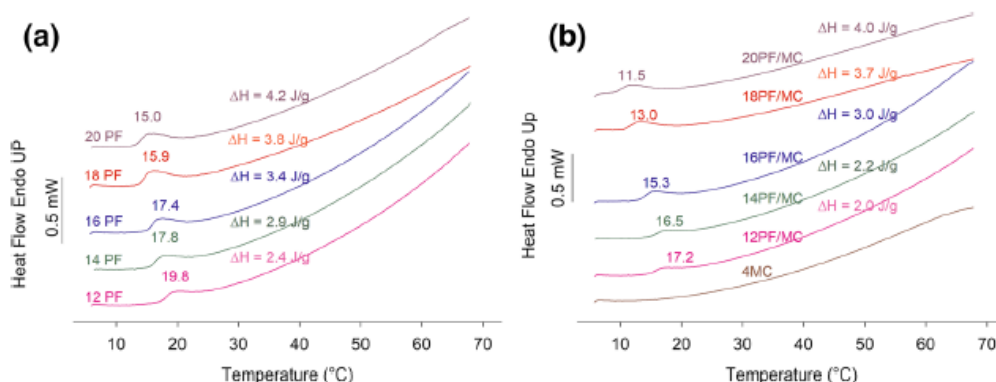 (a)
ΔH = 4.2 J/g
15.0
20 PF
ΔH = 3.8 J/g
15.9
18 PF
ΔH = 3.4 J/g
17.4
16 PF
ΔH = 2.9 J/g
17.8
14 PF
ΔH = 2.4 J/g
19.8
12 PF
Heat Flow Endo UP
0.5 mW
10 20 30 40 50 60 70
Temperature (°C)
(b)
ΔH = 4.0 J/g
20PF/MC
11.5
ΔH = 3.7 J/g
18PF/MC
13.0
ΔH = 3.0 J/g
16PF/MC
15.3
ΔH = 2.2 J/g
14PF/MC
16.5
ΔH = 2.0 J/g
12PF/MC
17.2
4MC
Heat Flow Endo Up
0.5 mW
10 20 30 40 50 60 70
Temperature (°C)